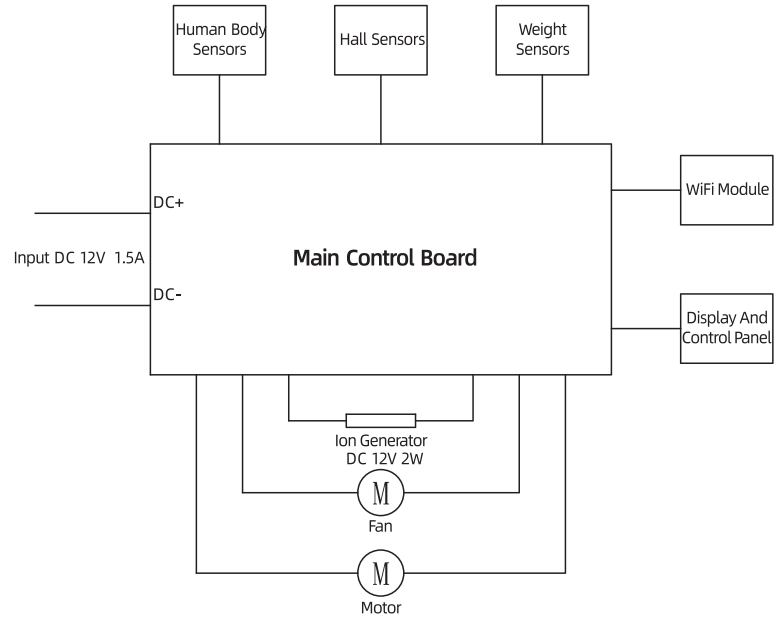 Human Body
Sensors
Hall Sensors
Weight
Sensors
DC+
WiFi Module
Input DC 12V 1.5A
Main Control Board
DC-
Display And
Control Panel
Ion Generator
DC 12V 2W
M
Fan
M
Motor